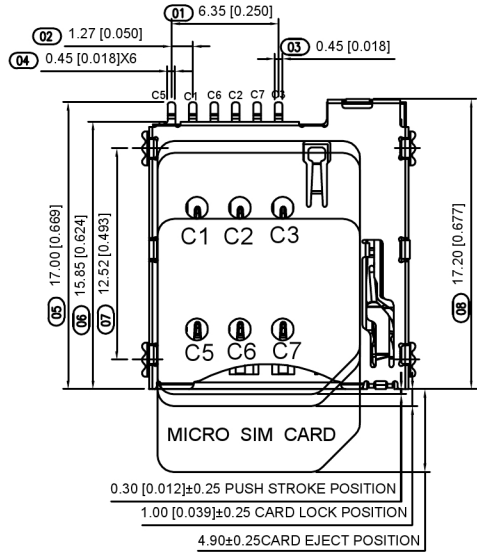 01 6.35 [0.250]
02 1.27 [0.050]
03 0.45 [0.018]
04 0.45 [0.018]X6
C5 C1 C6 C2 C7 C3
05 17.00 [0.669]
06 15.85 [0.624]
07 12.52 [0.493]
08 17.20 [0.677]
C1 C2 C3
C5 C6 C7
MICRO SIM CARD
0.30 [0.012]±0.25 PUSH STROKE POSITION
1.00 [0.039]±0.25 CARD LOCK POSITION
4.90±0.25CARD EJECT POSITION